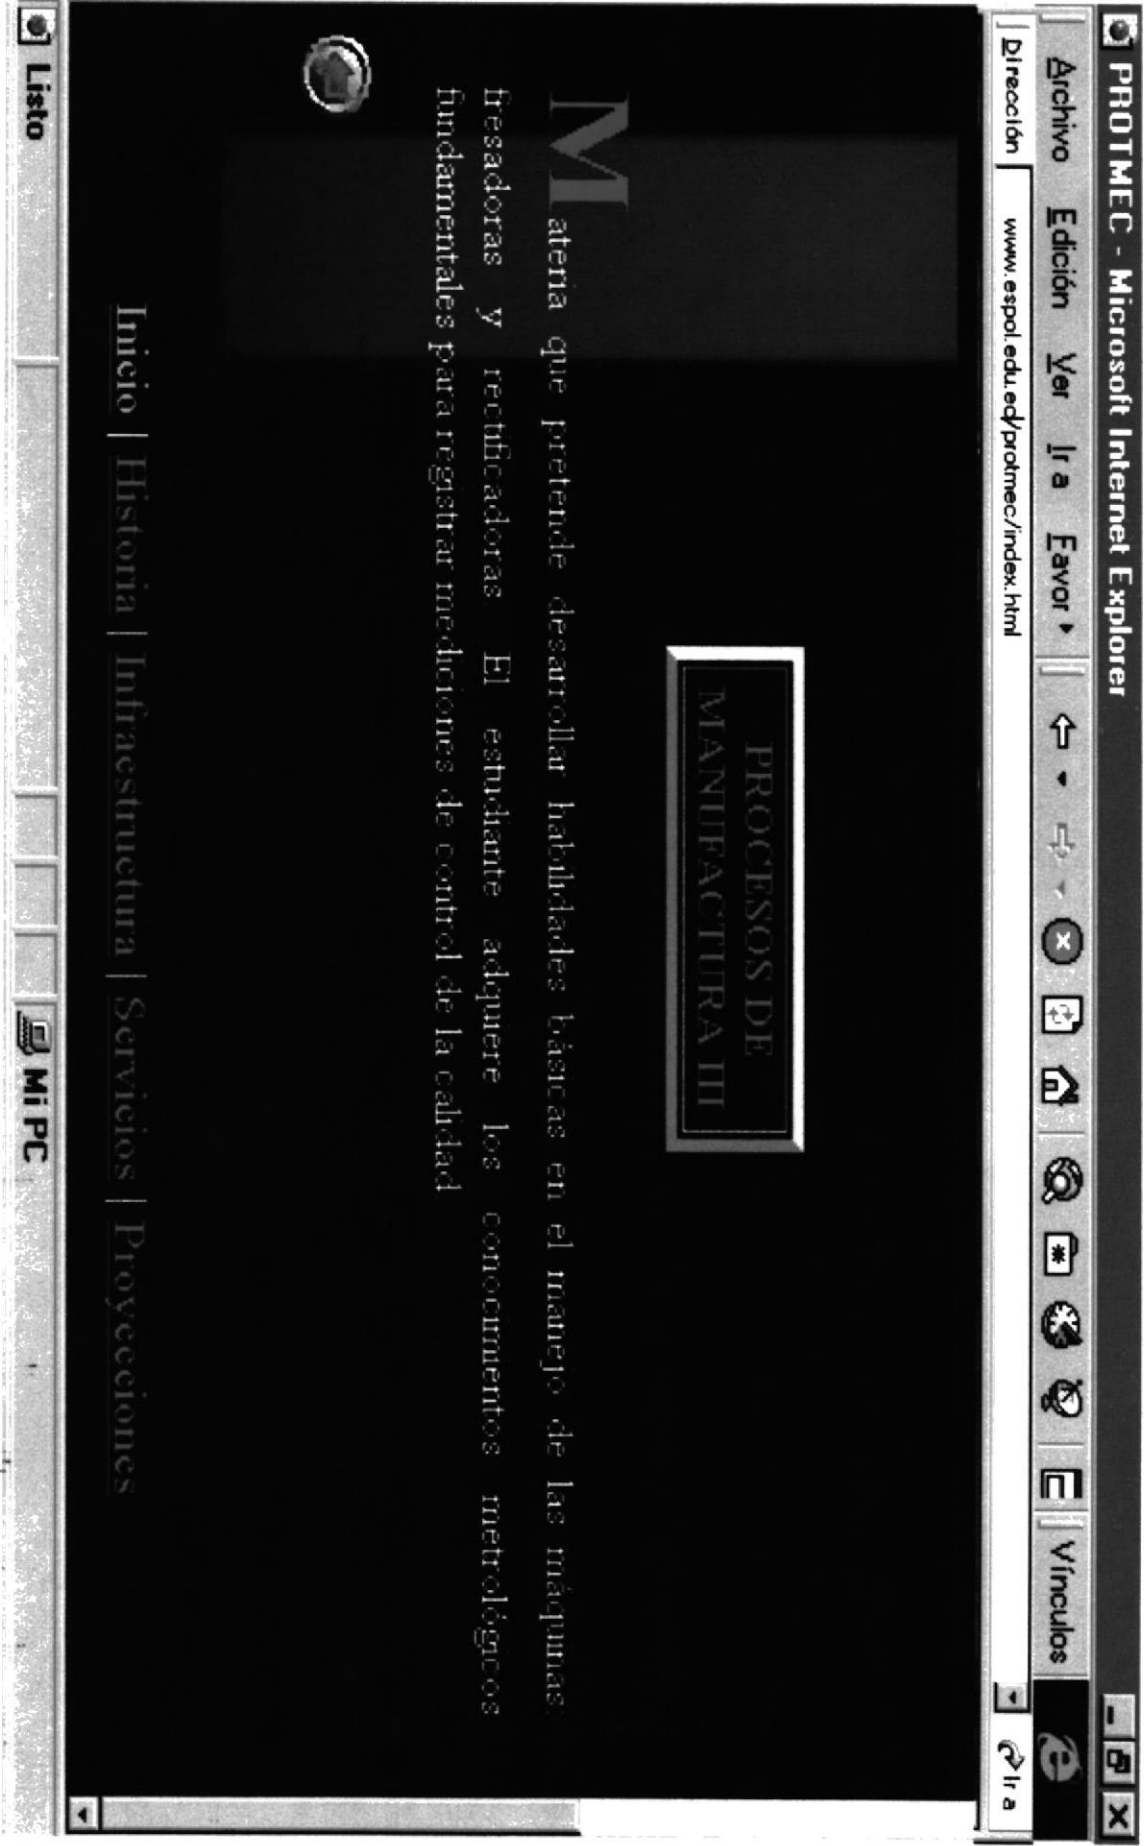 PROTMEC - Microsoft Internet Explorer
Archivo Edición Ver Ir a Favor Vínculos
Dirección www.espol.edu.ec/protmec/index.html Ir a
PROCESOS DE
MANUFACTURA III
Materia que pretende desarrollar habilidades básicas en el manejo de las máquinas
fresadoras y rectificadoras. El estudiante adquiere los conocimientos metrológicos
fundamentales para registrar mediciones de control de la calidad
Inicio | Historia | Infraestructura | Servicios | Proyecciones
Listo Mi PC